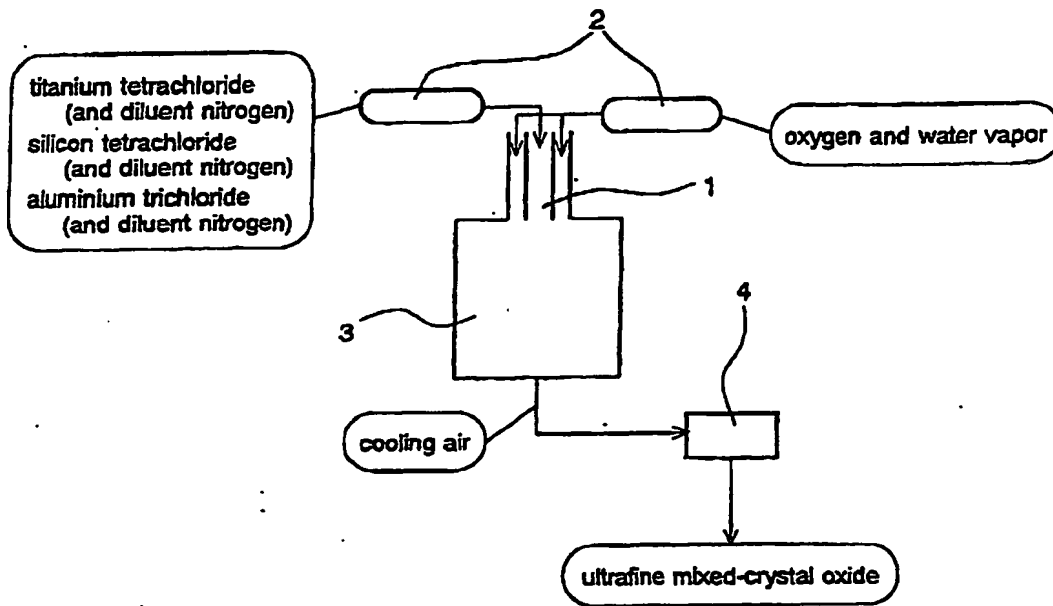 2
titanium tetrachloride
(and diluent nitrogen)
silicon tetrachloride
(and diluent nitrogen)
aluminium trichloride
(and diluent nitrogen)
oxygen and water vapor
1
3
4
cooling air
ultrafine mixed-crystal oxide